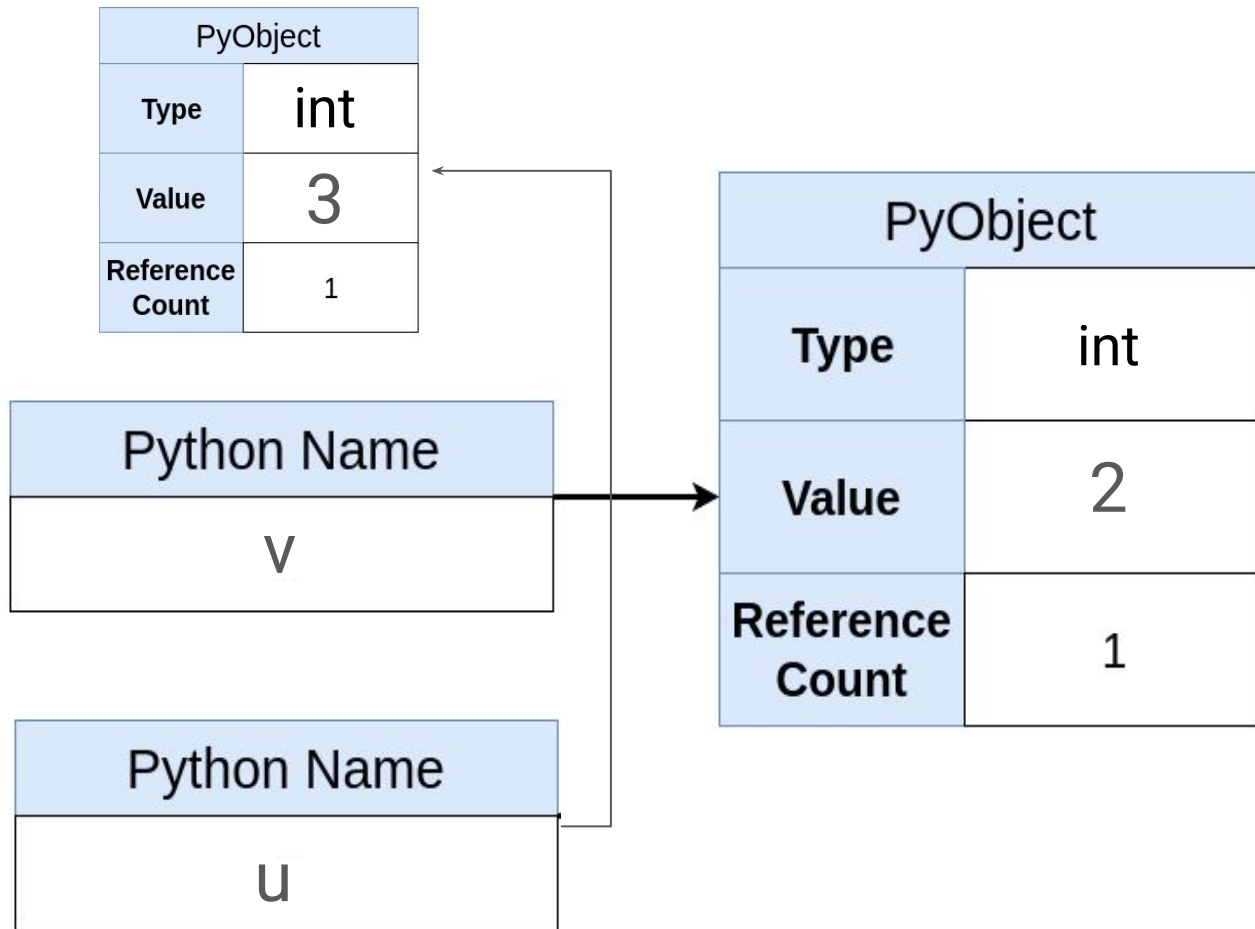 PyObject
Type int
Value 3
Reference
Count 1
PyObject
Type int
Value 2
Reference
Count 1
Python Name
v
Python Name
u